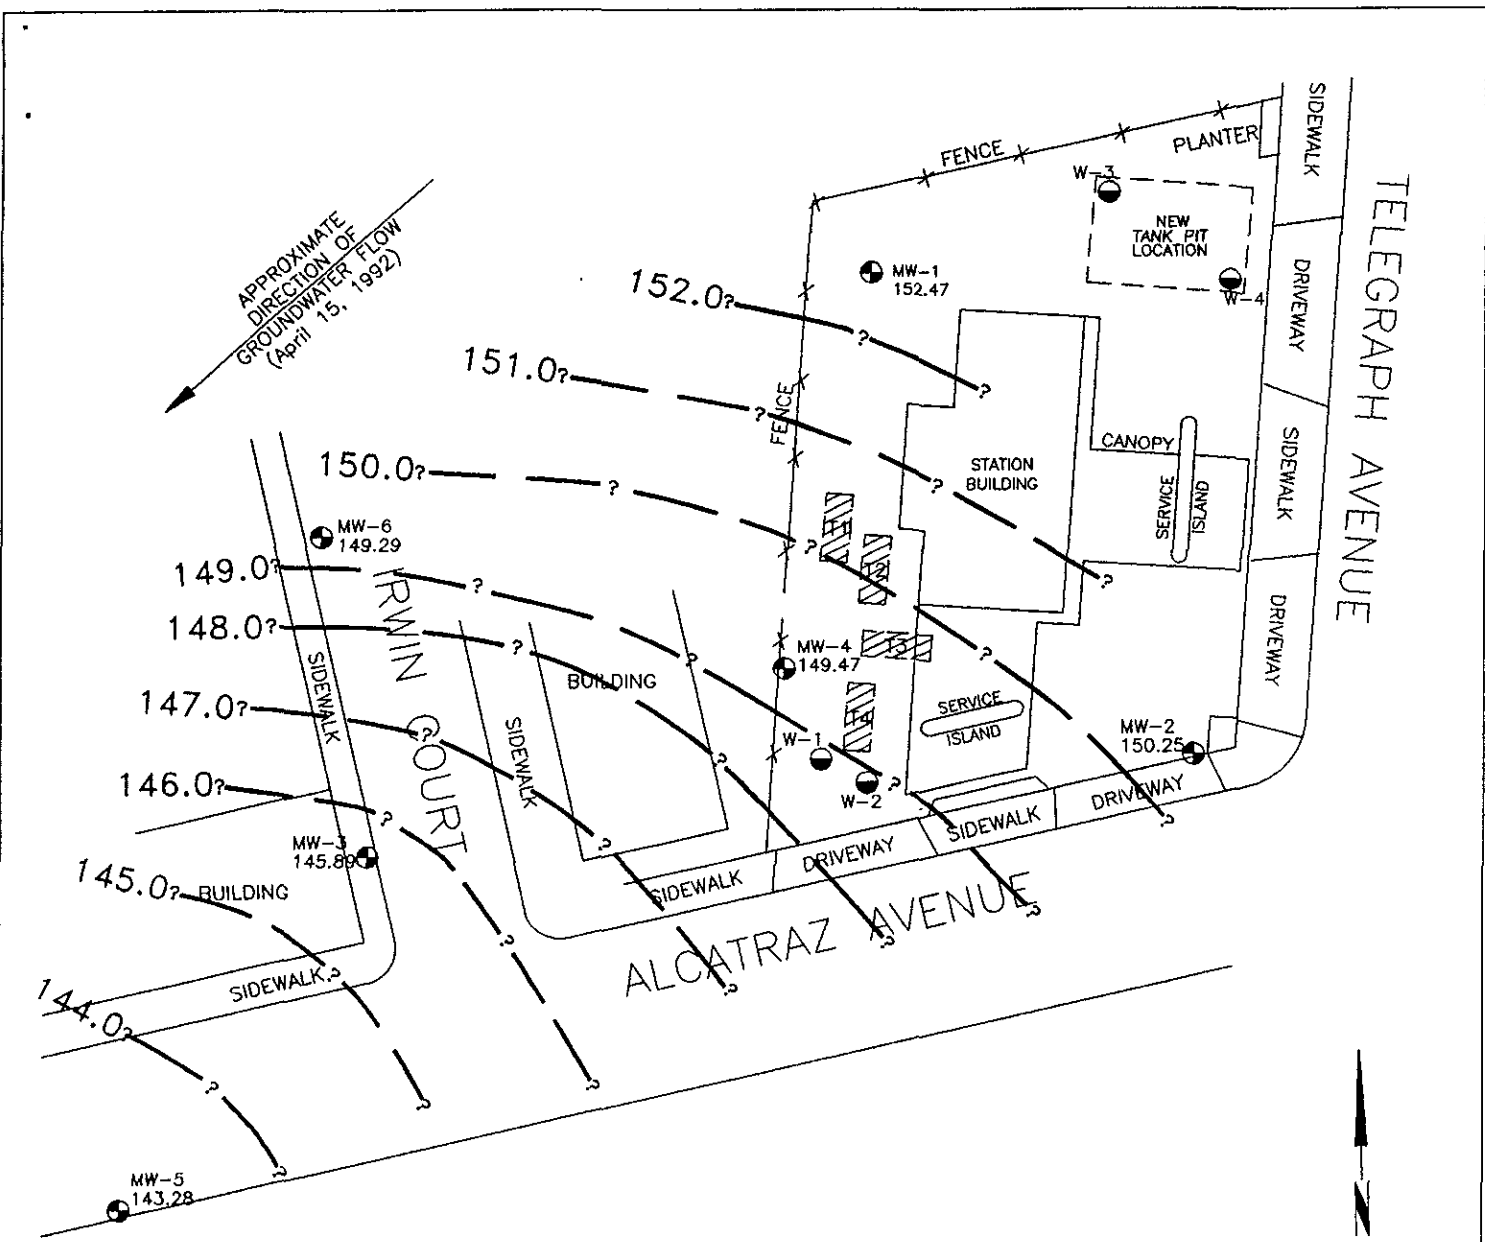 SIDEWALK
FENCE
PLANTER
TELEGRAPH AVENUE
W-3
NEW
TANK PIT
LOCATION
W-4
APPROXIMATE
DIRECTION OF
GROUNDWATER FLOW
(April 15, 1992)
MW-1
152.47
152.0?
?
?
DRIVEWAY
151.0?
?
?
?
FENCE
CANOPY
SERVICE
ISLAND
SIDEWALK
STATION
BUILDING
150.0?
?
?
?
?
T1
T2
T3
T4
MW-6
149.29
149.0?
?
?
?
?
IRWIN COURT
148.0?
?
?
?
BUILDING
MW-4
149.47
DRIVEWAY
SIDEWALK
SIDEWALK
SERVICE
ISLAND
147.0?
?
?
?
W-1
W-2
MW-2
150.25
146.0?
?
?
?
DRIVEWAY
SIDEWALK
DRIVEWAY
SIDEWALK
MW-3
145.89
145.0?
?
?
BUILDING
ALCATRAZ AVENUE
SIDEWALK
144.0?
?
?
MW-5
143.28
N